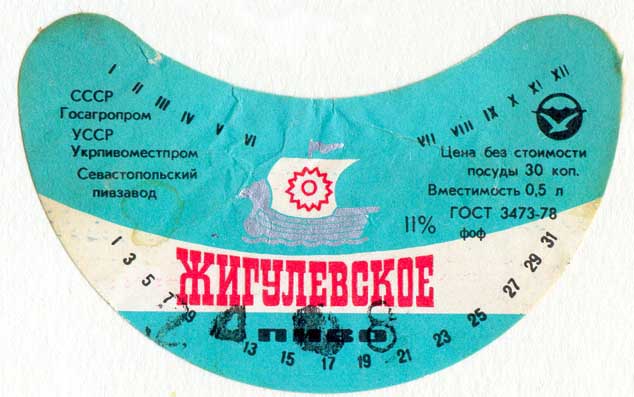 I II III IV V VI
VII VIII IX X XI XII
СССР
Госагропром
УССР
Укрпивоместпром
Севастопольский
пивзавод
Цена без стоимости
посуды 30 коп.
Вместимость 0,5 л
11% ГОСТ 3473-78
фоф
ЖИГУЛЕВСКОЕ
ПИВО
1 3 5 7 9 13 15 17 19 21 23 25 27 29 31